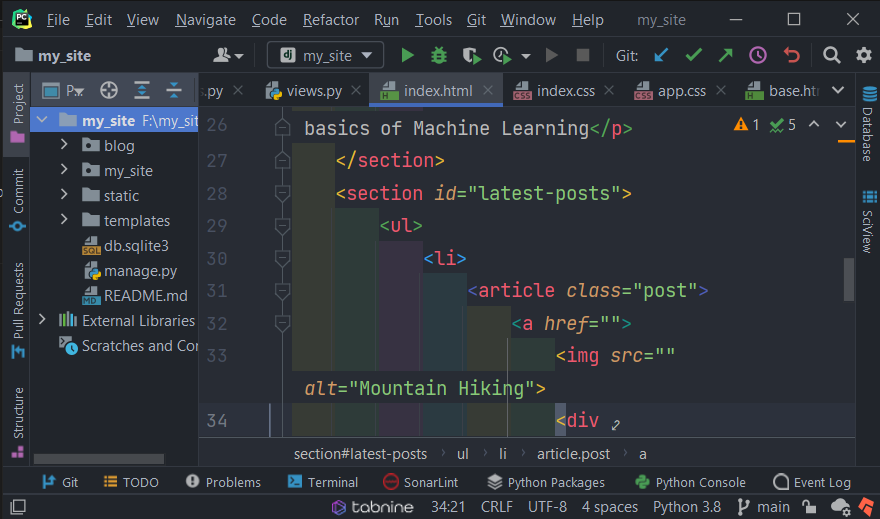 PC File Edit View Navigate Code Refactor Run Tools Git Window Help my_site
my_site dj my_site Git:
Project P... s.py views.py index.html index.css app.css base.ht
my_site F:\my_sit
blog
my_site
static
templates
db.sqlite3
manage.py
README.md
External Libraries
Scratches and Con
Commit
Pull Requests
Structure
26 basics of Machine Learning</p>
27 </section>
28 <section id="latest-posts">
29 <ul>
30 <li>
31 <article class="post">
32 <a href="">
33 <img src=""
alt="Mountain Hiking">
34 <div
1 5
Database
SciView
section#latest-posts › ul › li › article.post › a
Git TODO Problems Terminal SonarLint Python Packages Python Console Event Log
tabnine 34:21 CRLF UTF-8 4 spaces Python 3.8 main